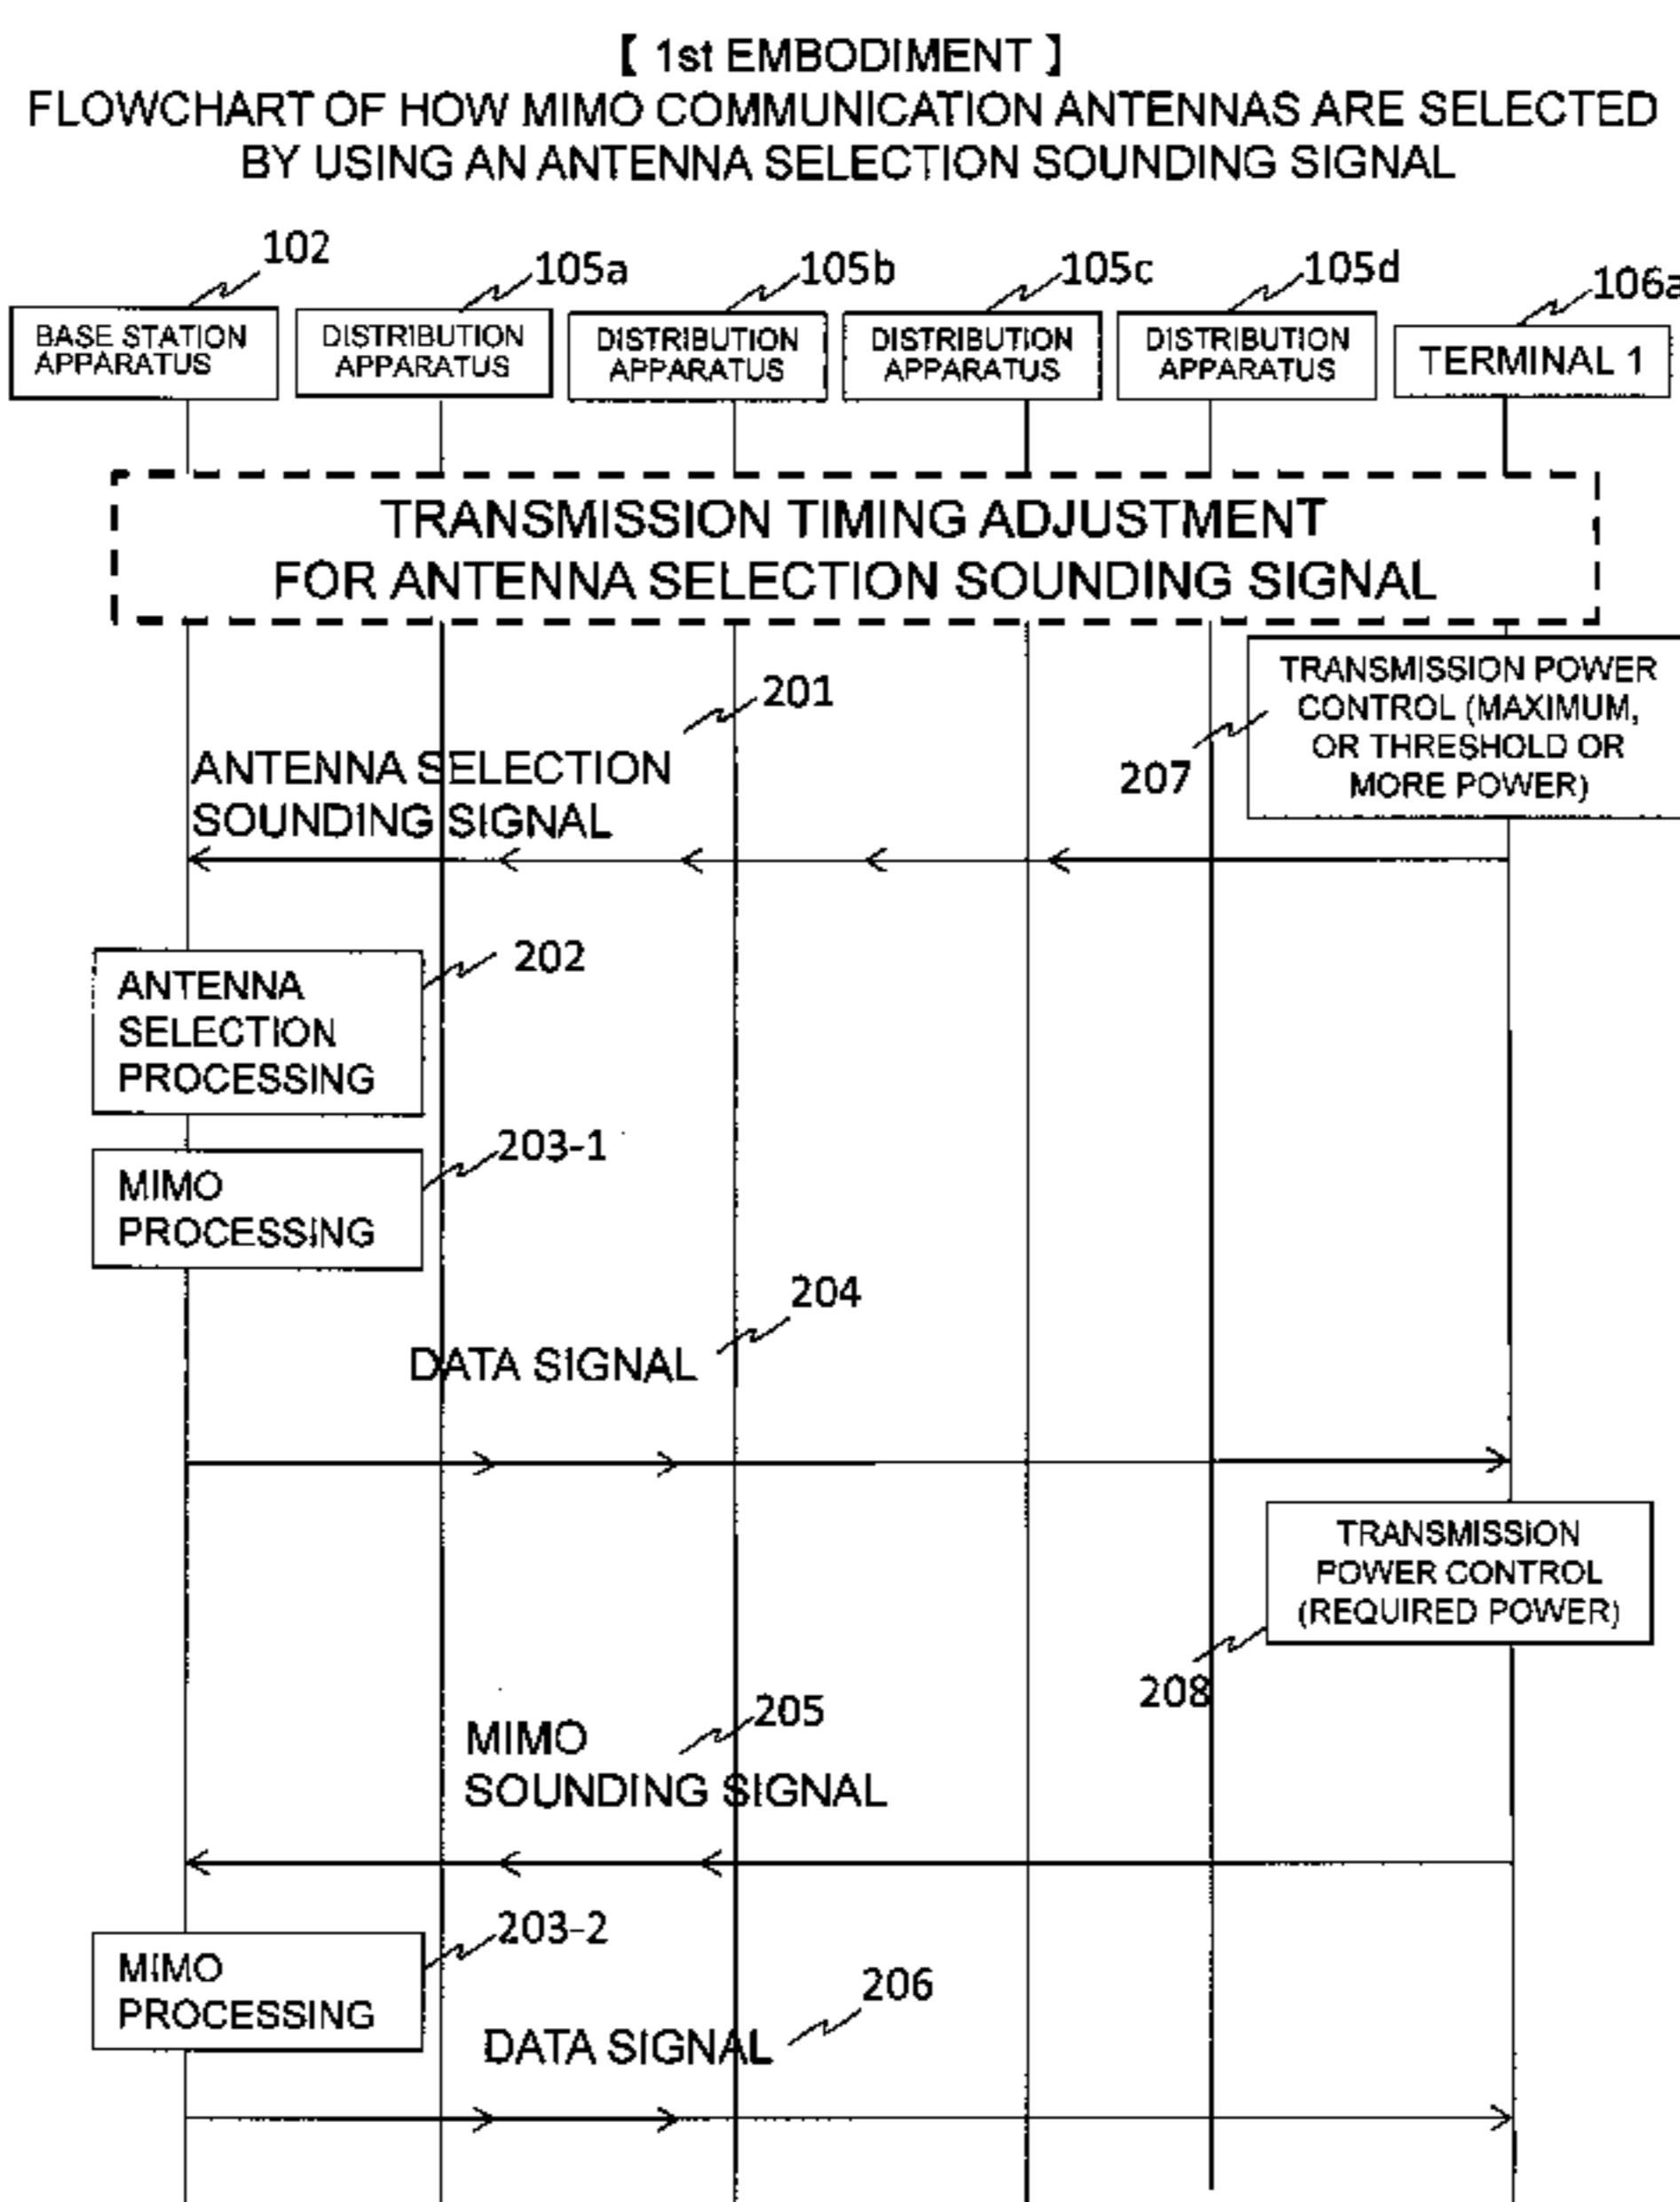 【 1st EMBODIMENT 】
FLOWCHART OF HOW MIMO COMMUNICATION ANTENNAS ARE SELECTED
BY USING AN ANTENNA SELECTION SOUNDING SIGNAL
102
105a
105b
105c
105d
106a
BASE STATION
APPARATUS
DISTRIBUTION
APPARATUS
DISTRIBUTION
APPARATUS
DISTRIBUTION
APPARATUS
DISTRIBUTION
APPARATUS
TERMINAL 1
TRANSMISSION TIMING ADJUSTMENT
FOR ANTENNA SELECTION SOUNDING SIGNAL
TRANSMISSION POWER
CONTROL (MAXIMUM,
OR THRESHOLD OR
MORE POWER)
207
201
ANTENNA SELECTION
SOUNDING SIGNAL
202
ANTENNA
SELECTION
PROCESSING
203-1
MIMO
PROCESSING
204
DATA SIGNAL
TRANSMISSION
POWER CONTROL
(REQUIRED POWER)
208
205
MIMO
SOUNDING SIGNAL
203-2
MIMO
PROCESSING
206
DATA SIGNAL